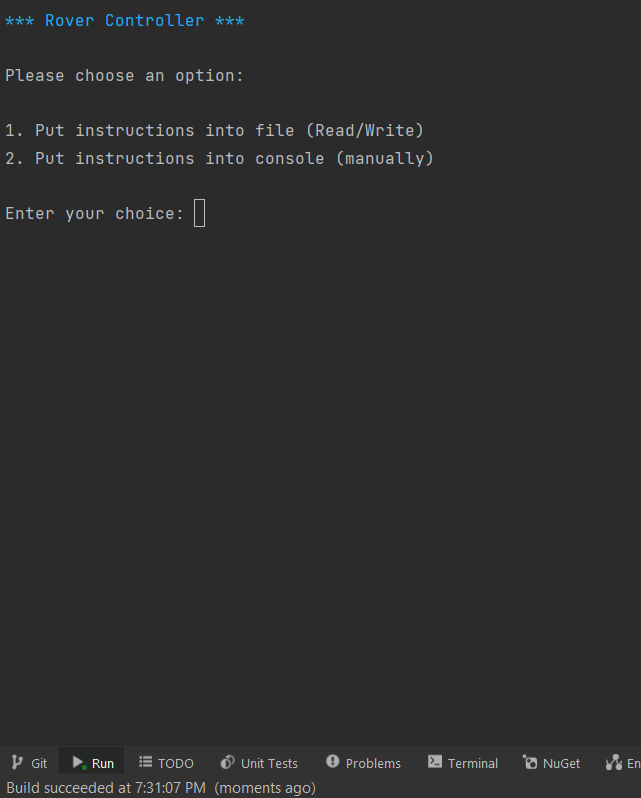 *** Rover Controller ***
Please choose an option:
1. Put instructions into file (Read/Write)
2. Put instructions into console (manually)
Enter your choice:
Git Run TODO Unit Tests Problems Terminal NuGet En
Build succeeded at 7:31:07 PM (moments ago)